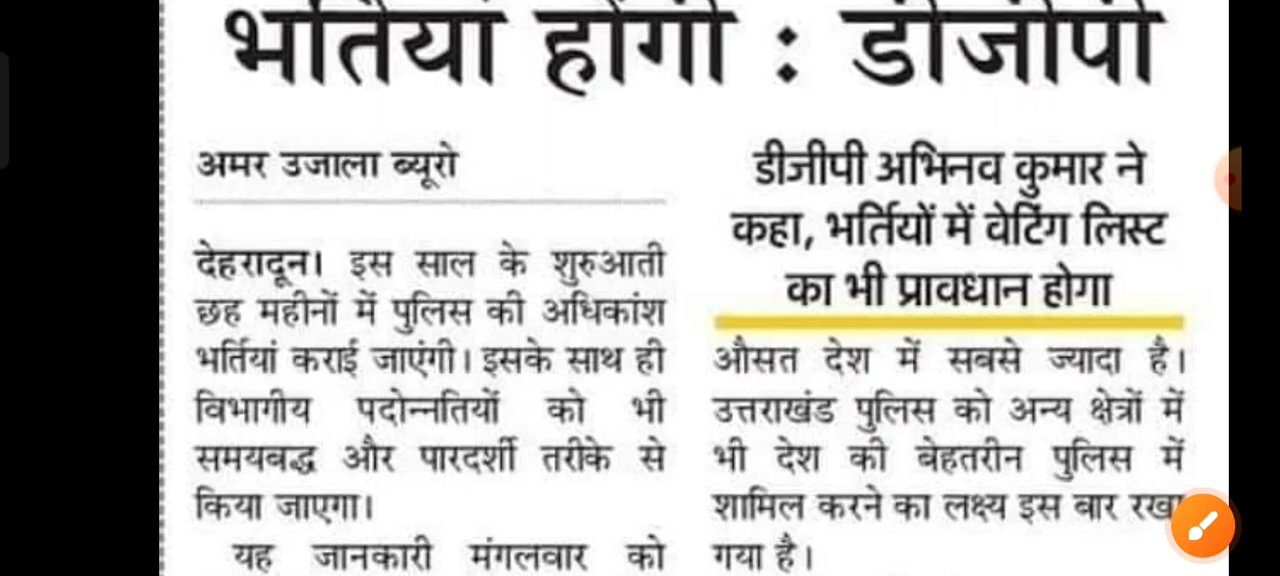 भर्तियां होंगी : डीजीपी
अमर उजाला ब्यूरो
देहरादून। इस साल के शुरुआती
छह महीनों में पुलिस की अधिकांश
भर्तियां कराई जाएंगी। इसके साथ ही
विभागीय पदोन्नतियों को भी
समयबद्ध और पारदर्शी तरीके से
किया जाएगा।
यह जानकारी मंगलवार को
डीजीपी अभिनव कुमार ने
कहा, भर्तियों में वेटिंग लिस्ट
का भी प्रावधान होगा
औसत देश में सबसे ज्यादा है।
उत्तराखंड पुलिस को अन्य क्षेत्रों में
भी देश की बेहतरीन पुलिस में
शामिल करने का लक्ष्य इस बार रखा
गया है।